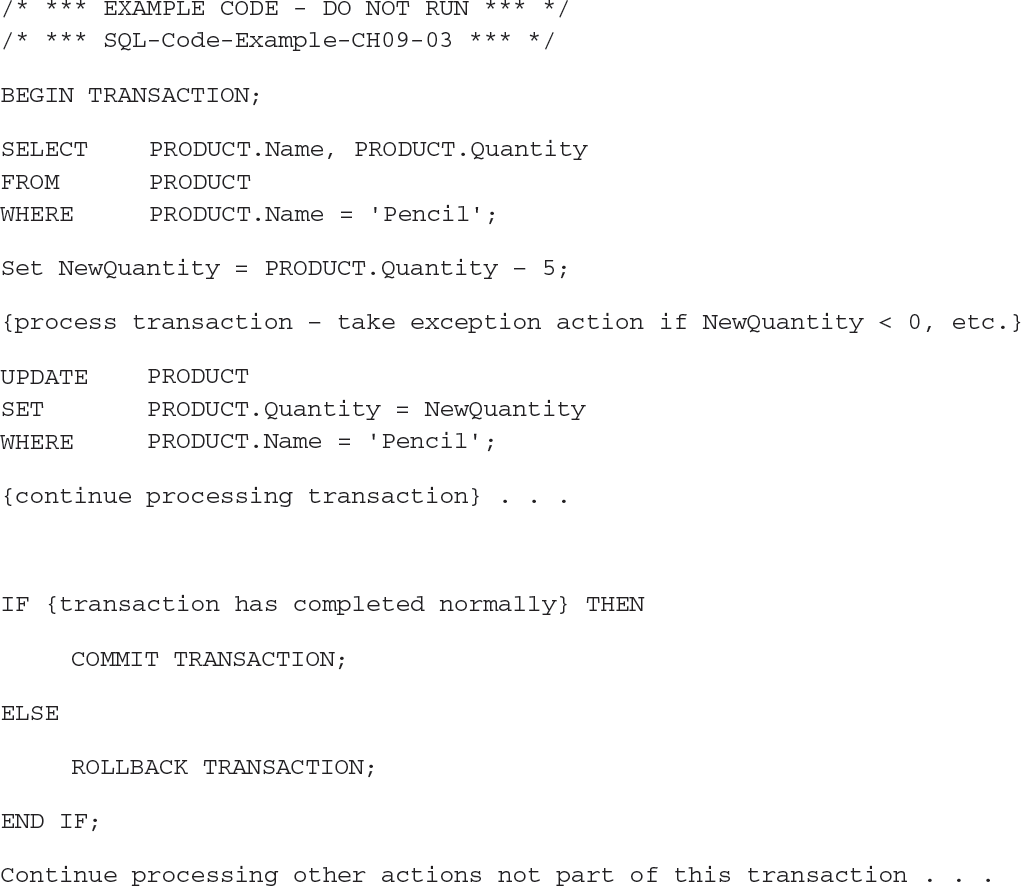 /* *** EXAMPLE CODE - DO NOT RUN *** */
/* *** SQL-Code-Example-CH09-03 *** */
BEGIN TRANSACTION;
SELECT PRODUCT.Name, PRODUCT.Quantity
FROM PRODUCT
WHERE PRODUCT.Name = 'Pencil';
Set NewQuantity = PRODUCT.Quantity – 5;
{process transaction – take exception action if NewQuantity < 0, etc.}
UPDATE PRODUCT
SET PRODUCT.Quantity = NewQuantity
WHERE PRODUCT.Name = 'Pencil';
{continue processing transaction} . . .
IF {transaction has completed normally} THEN
COMMIT TRANSACTION;
ELSE
ROLLBACK TRANSACTION;
END IF;
Continue processing other actions not part of this transaction . . .